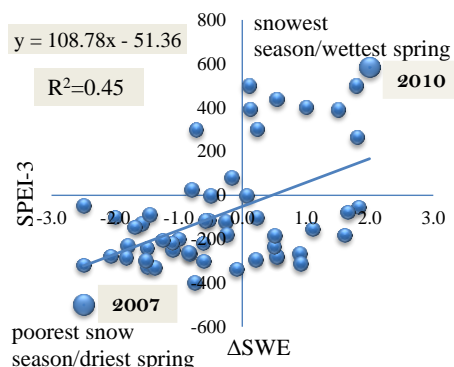 800
snowest
season/wettest spring
y = 108.78x - 51.36
600
2010
R²=0.45
400
200
SPEI-3
0
-3.0 -2.0 -1.0 0.0 1.0 2.0 3.0
-200
-400
2007
-600
poorest snow
season/driest spring
ΔSWE